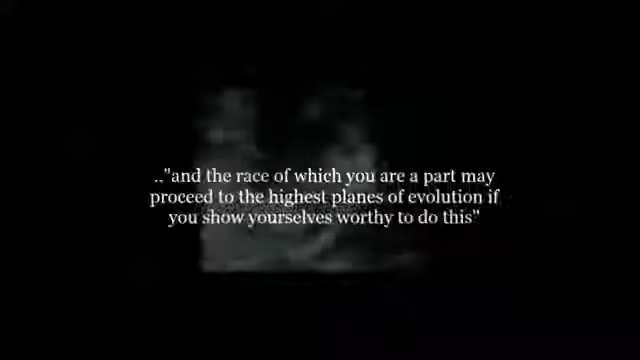 .."and the race of which you are a part may
proceed to the highest planes of evolution if
you show yourselves worthy to do this"